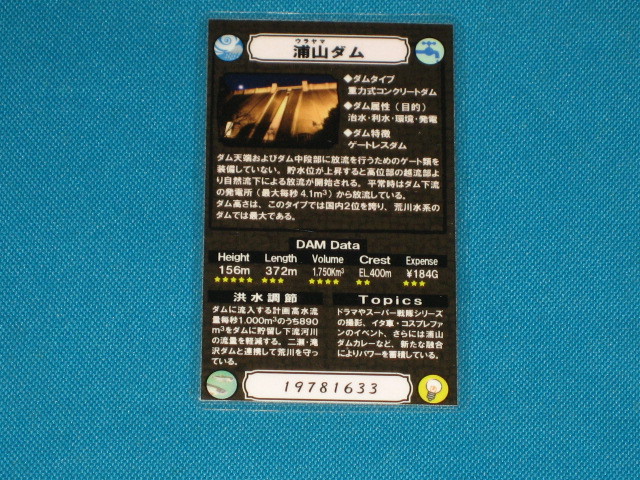 ウラヤマ
浦山ダム
◆ダムタイプ
重力式コンクリートダム
◆ダム属性（目的）
治水・利水・環境・発電
◆ダム特徴
ゲートレスダム
ダム天端およびダム中段部に放流を行うためのゲート類を
装備していない。貯水位が上昇すると高位部の越流部より
自然流下による放流が開始される。平常時はダム下流
の発電所（最大毎秒4.1m³）から放流している。
ダム高さは、このタイプでは国内2位を誇り、荒川水系の
ダムでは最大である。
DAM Data
Height Length Volume Crest Expense
156m 372m 1,750Km³ EL.400m ¥184G
★★★★★ ★★★ ★★★★ ★★ ★★★
洪水調節
ダムに流入する計画高水流
量毎秒1,000m³のうち890
m³をダムに貯留し下流河川
の流量を軽減する。二瀬・滝
沢ダムと連携して荒川を守っ
ている。
Topics
ドラマやスーパー戦隊シリーズ
の撮影、イタ車・コスプレファ
ンのイベント、さらには浦山
ダムカレーなど、新たな融合
によりパワーを蓄積している。
19781633